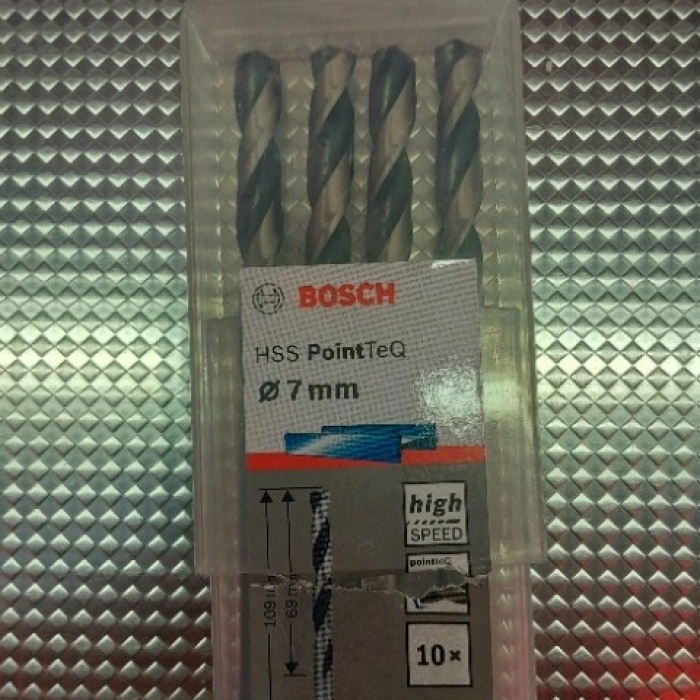 BOSCH
HSS PointTeQ
Ø 7 mm
high
SPEED
pointteQ
109
69
10×